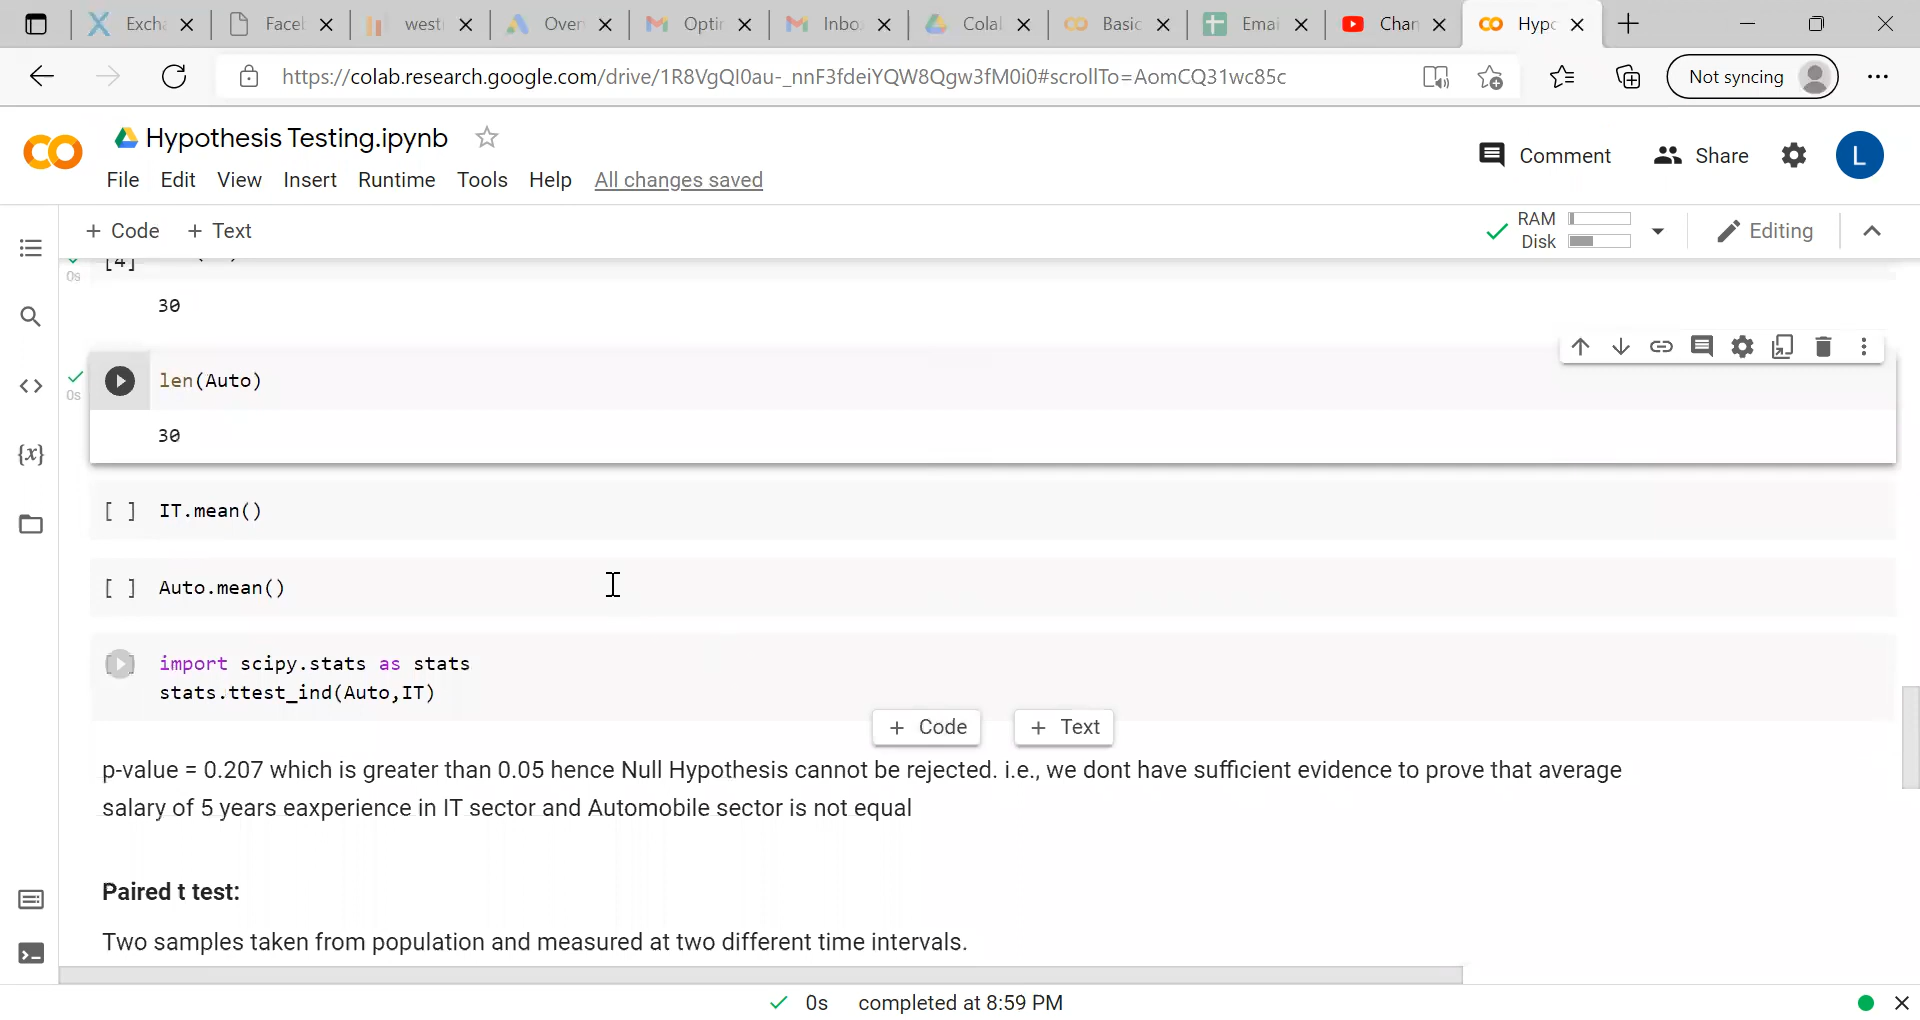 Exch
Faceb
west
Over
Optir
Inbo
Colal
Basic
Emai
Char
Hypo
https://colab.research.google.com/drive/1R8VgQI0au-_nnF3fdeiYQW8Qgw3fM0i0#scrollTo=AomCQ31wc85c
Not syncing
Hypothesis Testing.ipynb
Comment
Share
L
File Edit View Insert Runtime Tools Help All changes saved
+ Code + Text
RAM
Disk
Editing
[4]
0s
30
len(Auto)
0s
30
[ ] IT.mean()
[ ] Auto.mean()
[ ] import scipy.stats as stats
stats.ttest_ind(Auto,IT)
+ Code + Text
p-value = 0.207 which is greater than 0.05 hence Null Hypothesis cannot be rejected. i.e., we dont have sufficient evidence to prove that average
salary of 5 years eaxperience in IT sector and Automobile sector is not equal
Paired t test:
Two samples taken from population and measured at two different time intervals.
0s completed at 8:59 PM